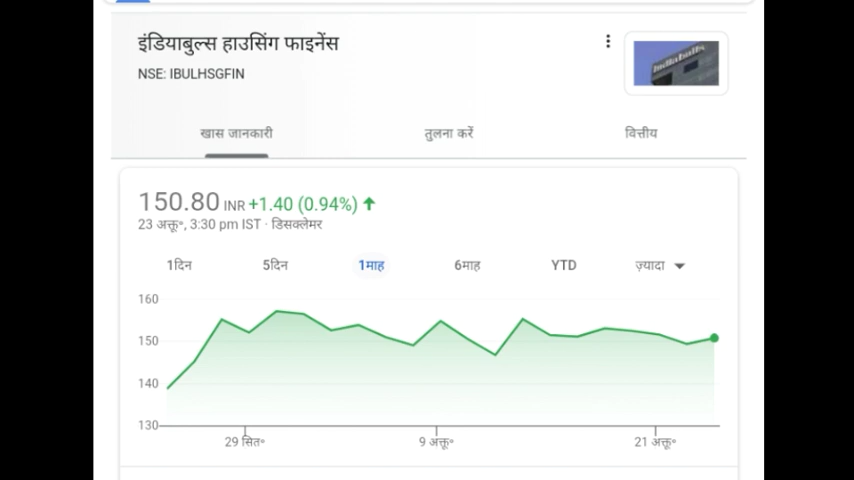 इंडियाबुल्स हाउसिंग फाइनेंस
NSE: IBULHSGFIN
Indiabulls
खास जानकारी
तुलना करें
वित्तीय
150.80 INR +1.40 (0.94%)
23 अक्तू॰, 3:30 pm IST · डिसक्लेमर
1दिन
5दिन
1माह
6माह
YTD
ज़्यादा
160
150
140
130
29 सित॰
9 अक्तू॰
21 अक्तू॰